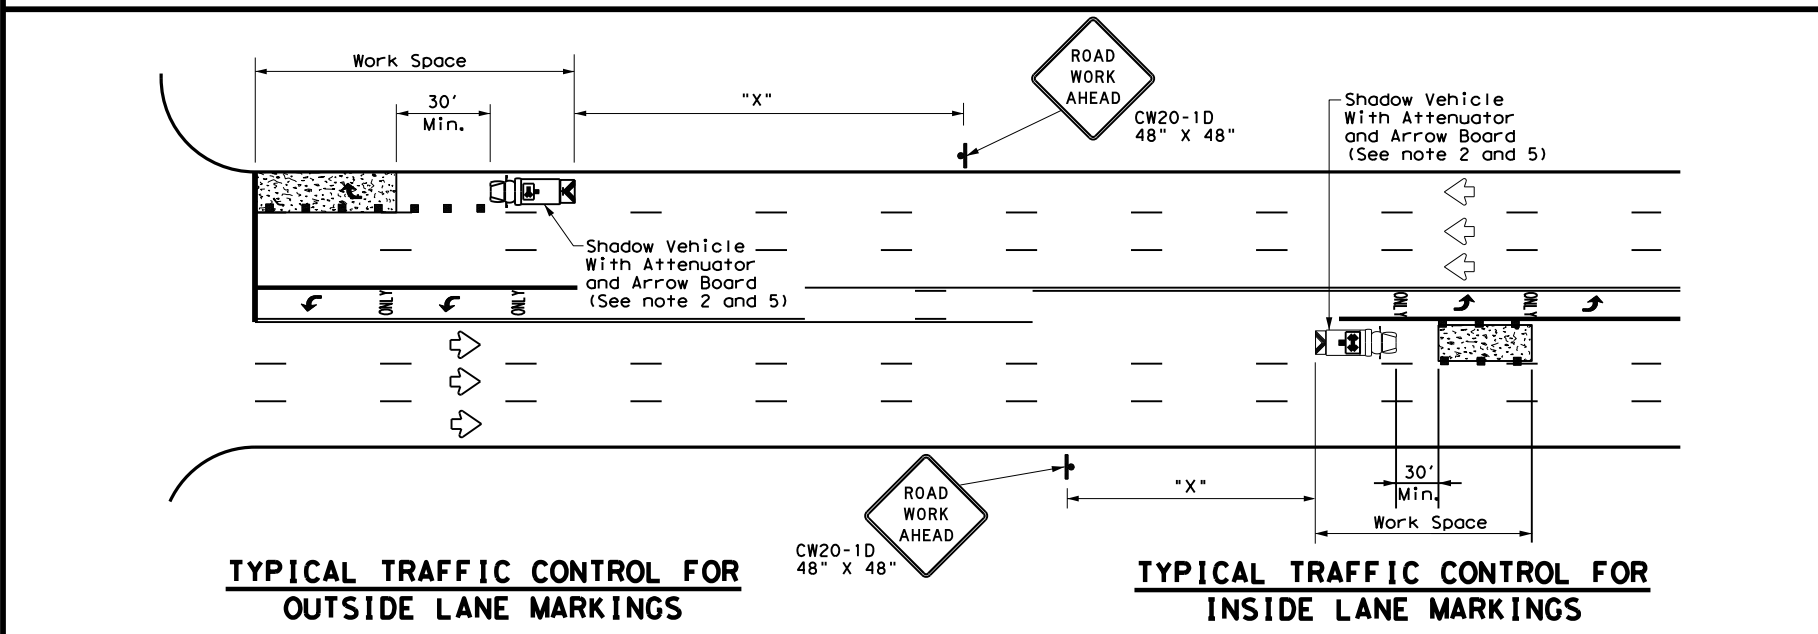 Work Space
30'
Min.
"X"
ROAD
WORK
AHEAD
CW20-1D
48" X 48"
Shadow Vehicle
With Attenuator
and Arrow Board
(See note 2 and 5)
Shadow Vehicle
With Attenuator
and Arrow Board
(See note 2 and 5)
ONLY
ONLY
ONLY
ONLY
ROAD
WORK
AHEAD
CW20-1D
48" X 48"
"X"
30'
Min.
Work Space
TYPICAL TRAFFIC CONTROL FOR
OUTSIDE LANE MARKINGS
TYPICAL TRAFFIC CONTROL FOR
INSIDE LANE MARKINGS